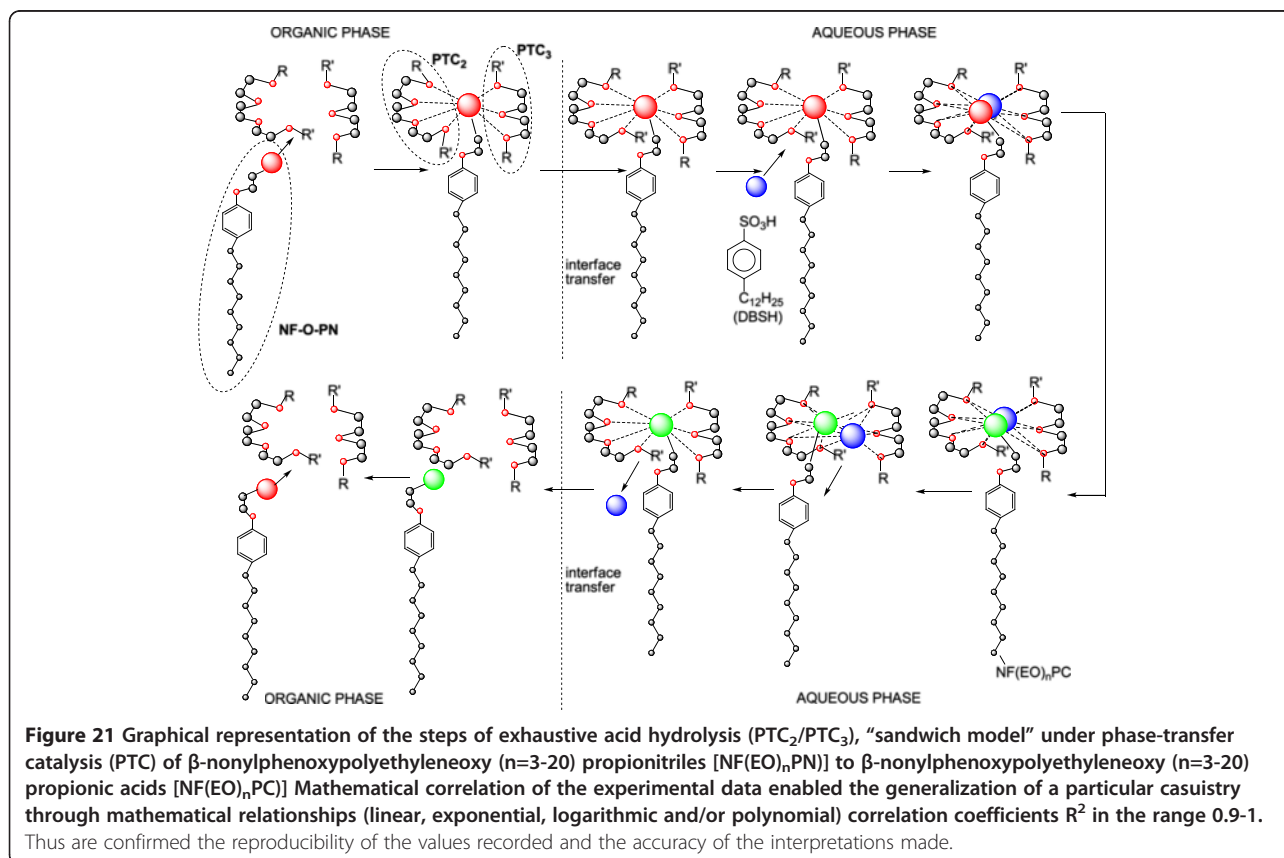 ORGANIC PHASE
AQUEOUS PHASE
R
R'
R'
R
NF-O-PN
PTC₂
PTC₃
R
R'
R'
R
interface
transfer
R
R'
R'
R
R
R'
R'
R
SO₃H
C₁₂H₂₅
(DBSH)
R
R'
R'
R
R
R'
R'
R
R
R'
R'
R
R
R'
R'
R
interface
transfer
R
R'
R'
R
R
R'
R'
R
NF(EO)ₙPC
ORGANIC PHASE
AQUEOUS PHASE
Figure 21 Graphical representation of the steps of exhaustive acid hydrolysis (PTC₂/PTC₃), “sandwich model” under phase-transfer
catalysis (PTC) of β-nonylphenoxypolyethyleneoxy (n=3-20) propionitriles [NF(EO)ₙPN)] to β-nonylphenoxypolyethyleneoxy (n=3-20)
propionic acids [NF(EO)ₙPC)] Mathematical correlation of the experimental data enabled the generalization of a particular casuistry
through mathematical relationships (linear, exponential, logarithmic and/or polynomial) correlation coefficients R² in the range 0.9-1.
Thus are confirmed the reproducibility of the values recorded and the accuracy of the interpretations made.